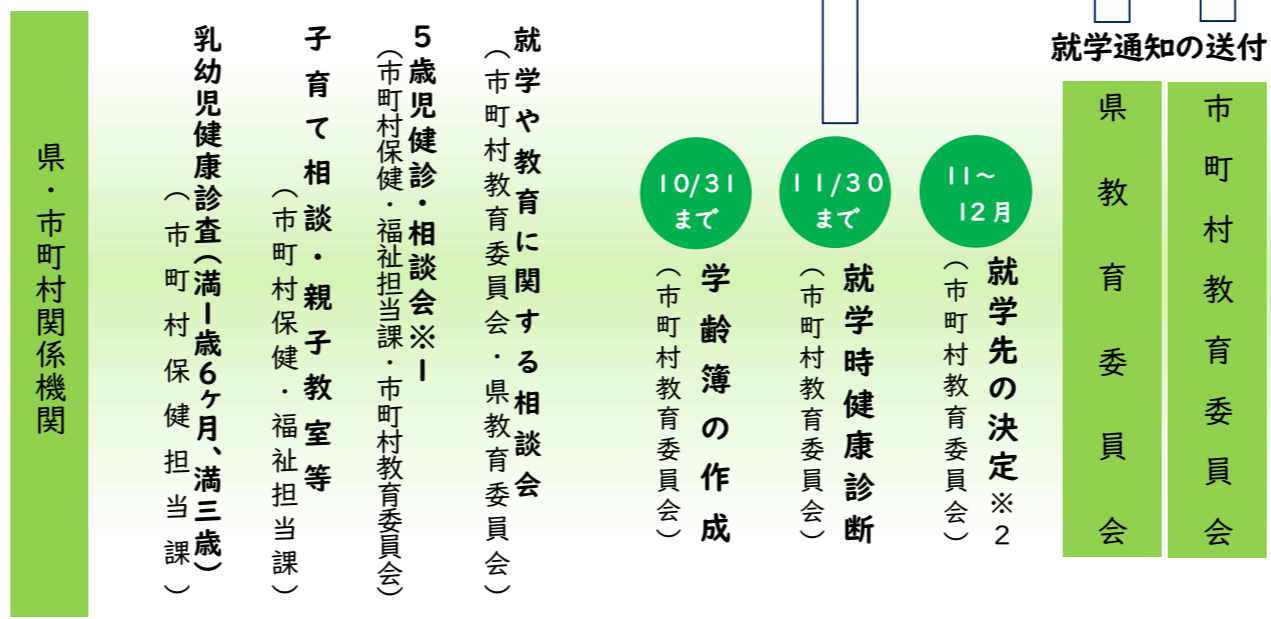 県・市町村関係機関
乳幼児健康診査(満1歳6ヶ月、満三歳)
(市町村保健担当課)
子育て相談・親子教室等
(市町村保健・福祉担当課)
5歳児健診・相談会※1
(市町村保健・福祉担当課・市町村教育委員会)
就学や教育に関する相談会
(市町村教育委員会・県教育委員会)
10/31
まで
学齢簿の作成
(市町村教育委員会)
11/30
まで
就学時健康診断
(市町村教育委員会)
11~
12月
就学先の決定※2
(市町村教育委員会)
就学通知の送付
県教育委員会
市町村教育委員会